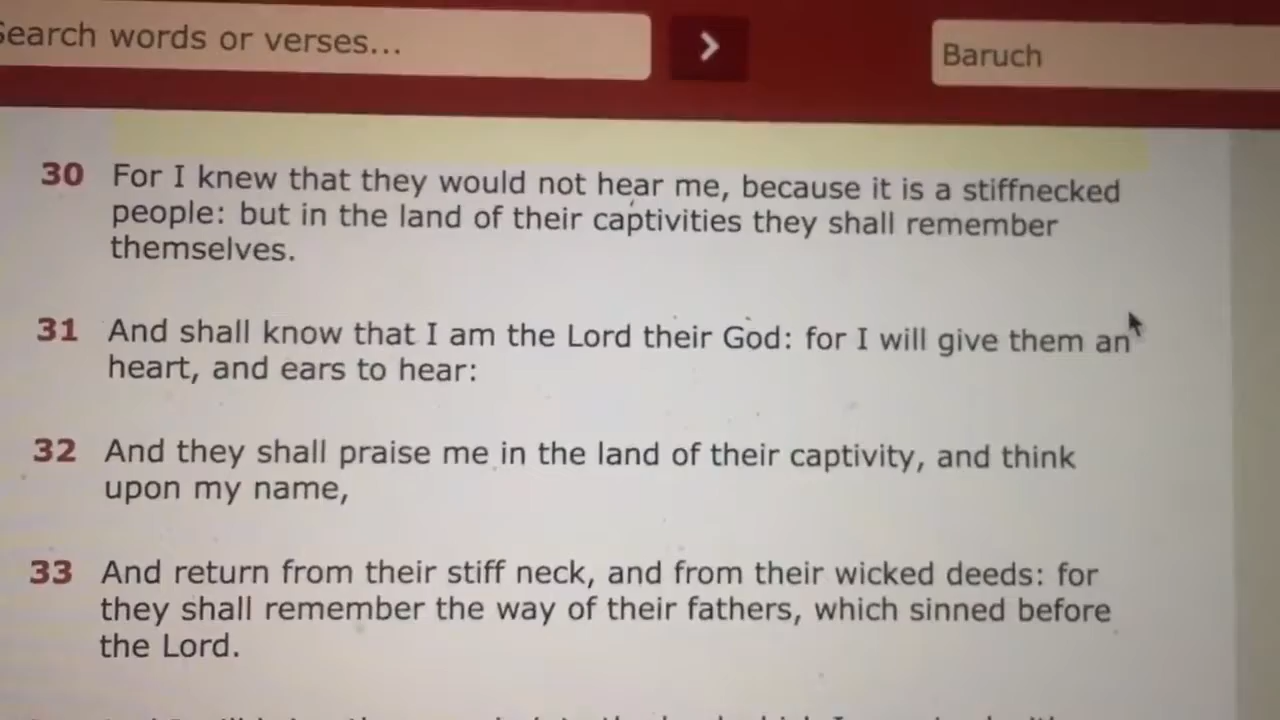 Search words or verses...
Baruch
30 For I knew that they would not hear me, because it is a stiffnecked
people: but in the land of their captivities they shall remember
themselves.
31 And shall know that I am the Lord their God: for I will give them an
heart, and ears to hear:
32 And they shall praise me in the land of their captivity, and think
upon my name,
33 And return from their stiff neck, and from their wicked deeds: for
they shall remember the way of their fathers, which sinned before
the Lord.